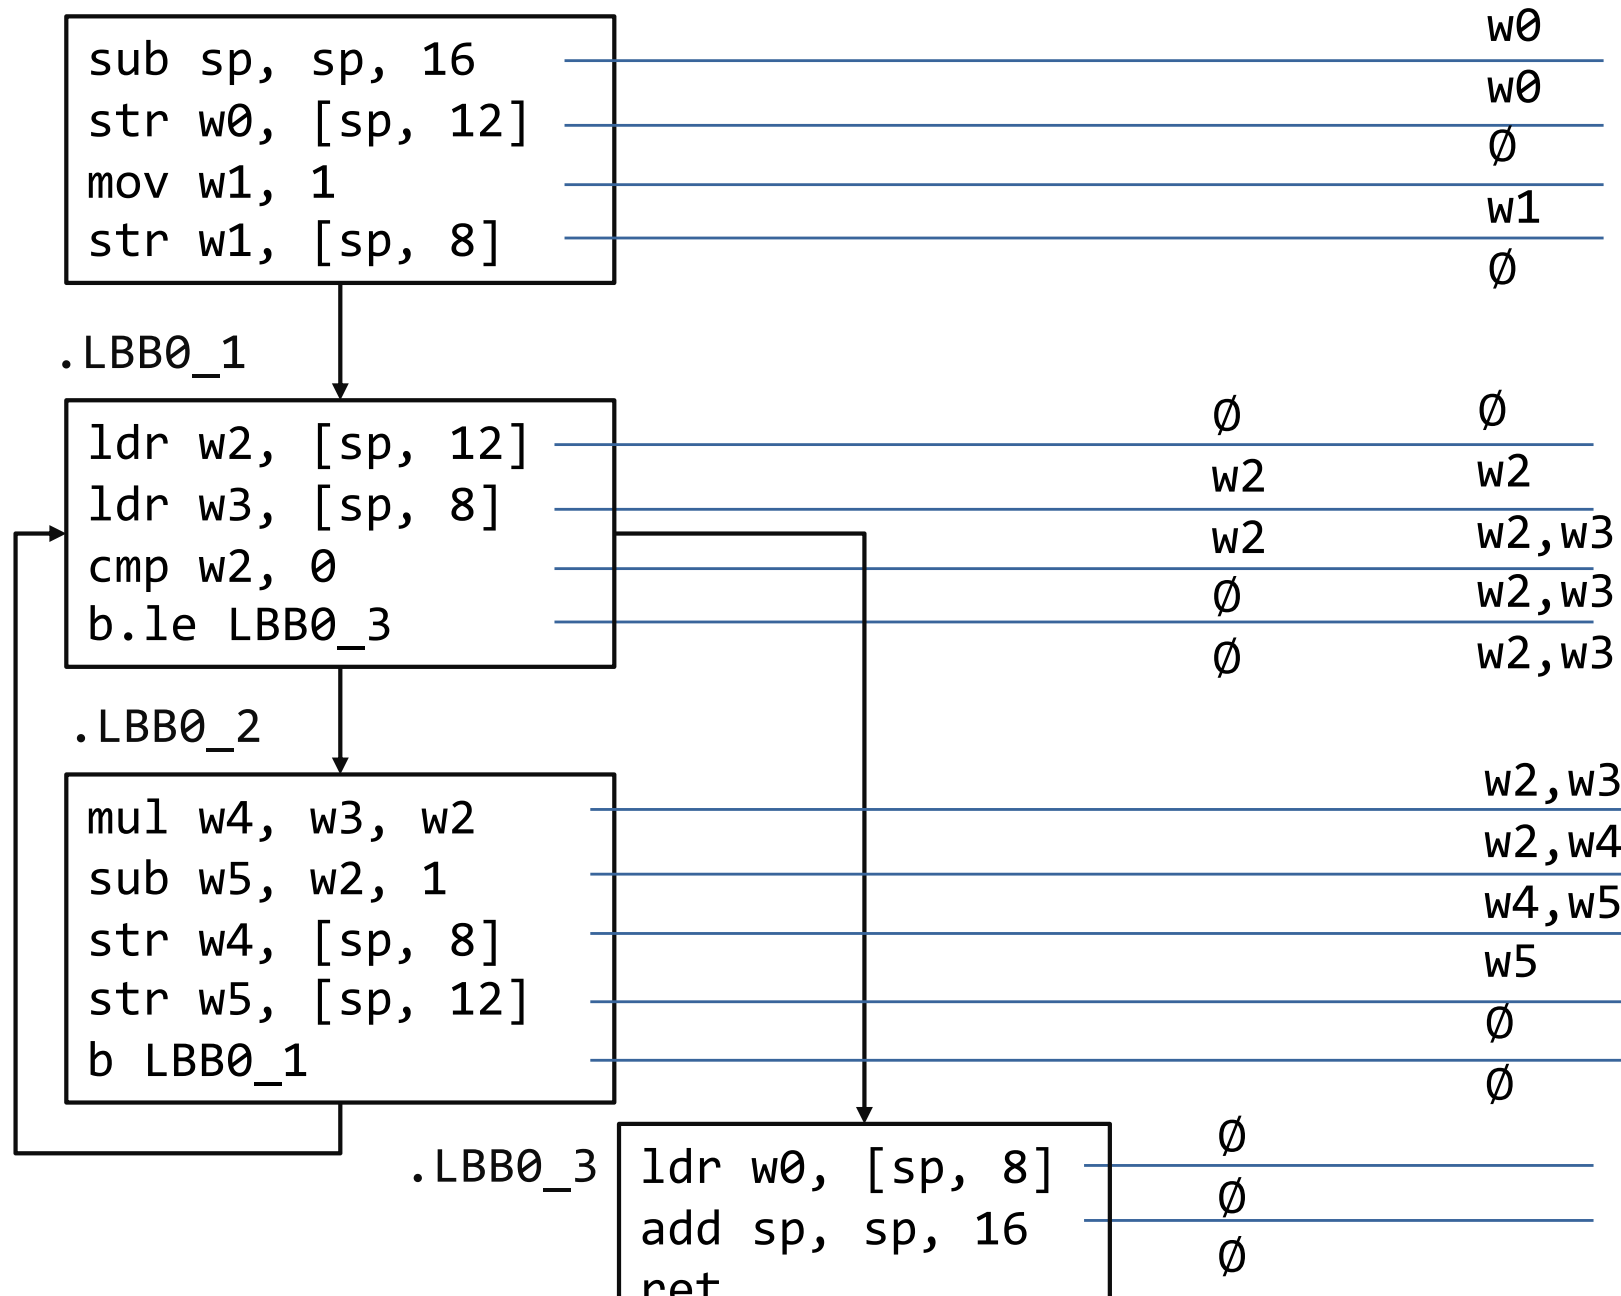 sub sp, sp, 16
str w0, [sp, 12]
mov w1, 1
str w1, [sp, 8]
w0
w0
Ø
w1
Ø
.LBB0_1
ldr w2, [sp, 12]
ldr w3, [sp, 8]
cmp w2, 0
b.le LBB0_3
Ø Ø
w2 w2
w2 w2,w3
Ø w2,w3
Ø w2,w3
.LBB0_2
mul w4, w3, w2
sub w5, w2, 1
str w4, [sp, 8]
str w5, [sp, 12]
b LBB0_1
w2,w3
w2,w4
w4,w5
w5
Ø
Ø
.LBB0_3
ldr w0, [sp, 8]
add sp, sp, 16
ret
Ø
Ø
Ø